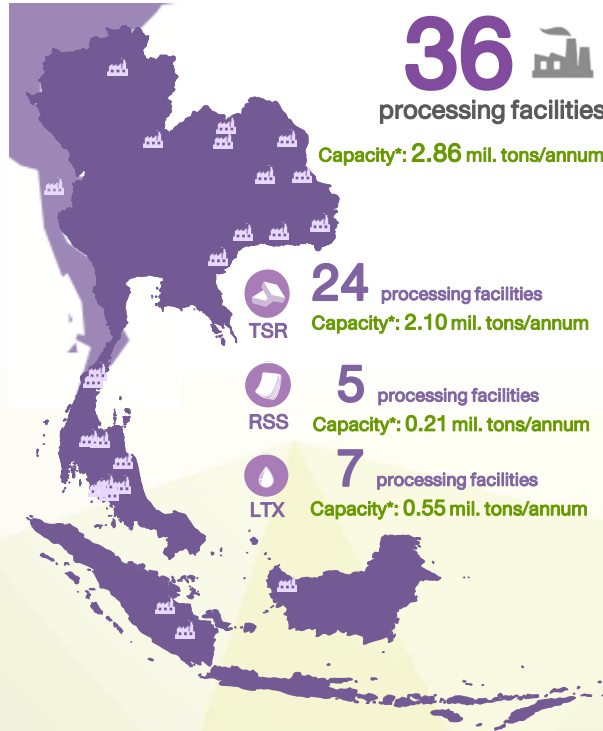 36
processing facilities
Capacity*: 2.86 mil. tons/annum
24 processing facilities
TSR
Capacity*: 2.10 mil. tons/annum
5 processing facilities
RSS
Capacity*: 0.21 mil. tons/annum
7 processing facilities
LTX
Capacity*: 0.55 mil. tons/annum